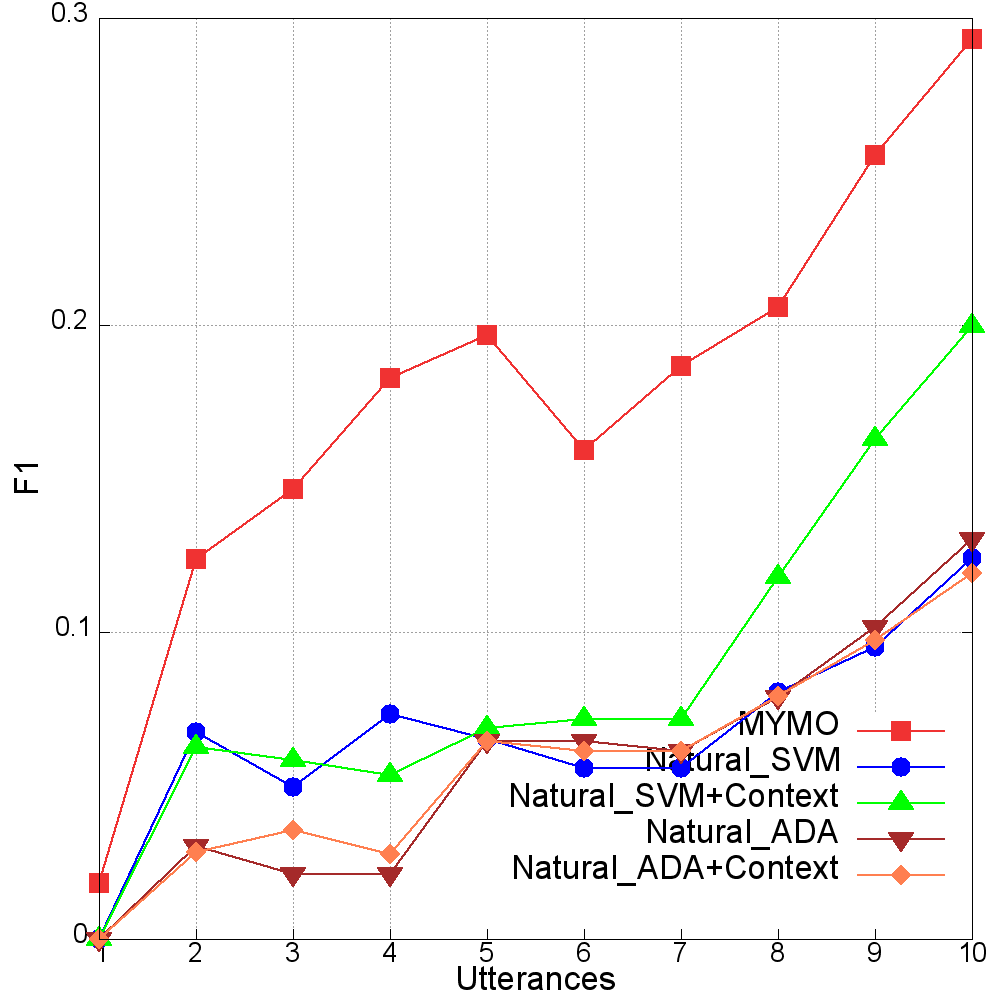 0.3
0.2
0.1
0
F1
1 2 3 4 5 6 7 8 9 10
Utterances
MYMO
Natural_SVM
Natural_SVM+Context
Natural_ADA
Natural_ADA+Context